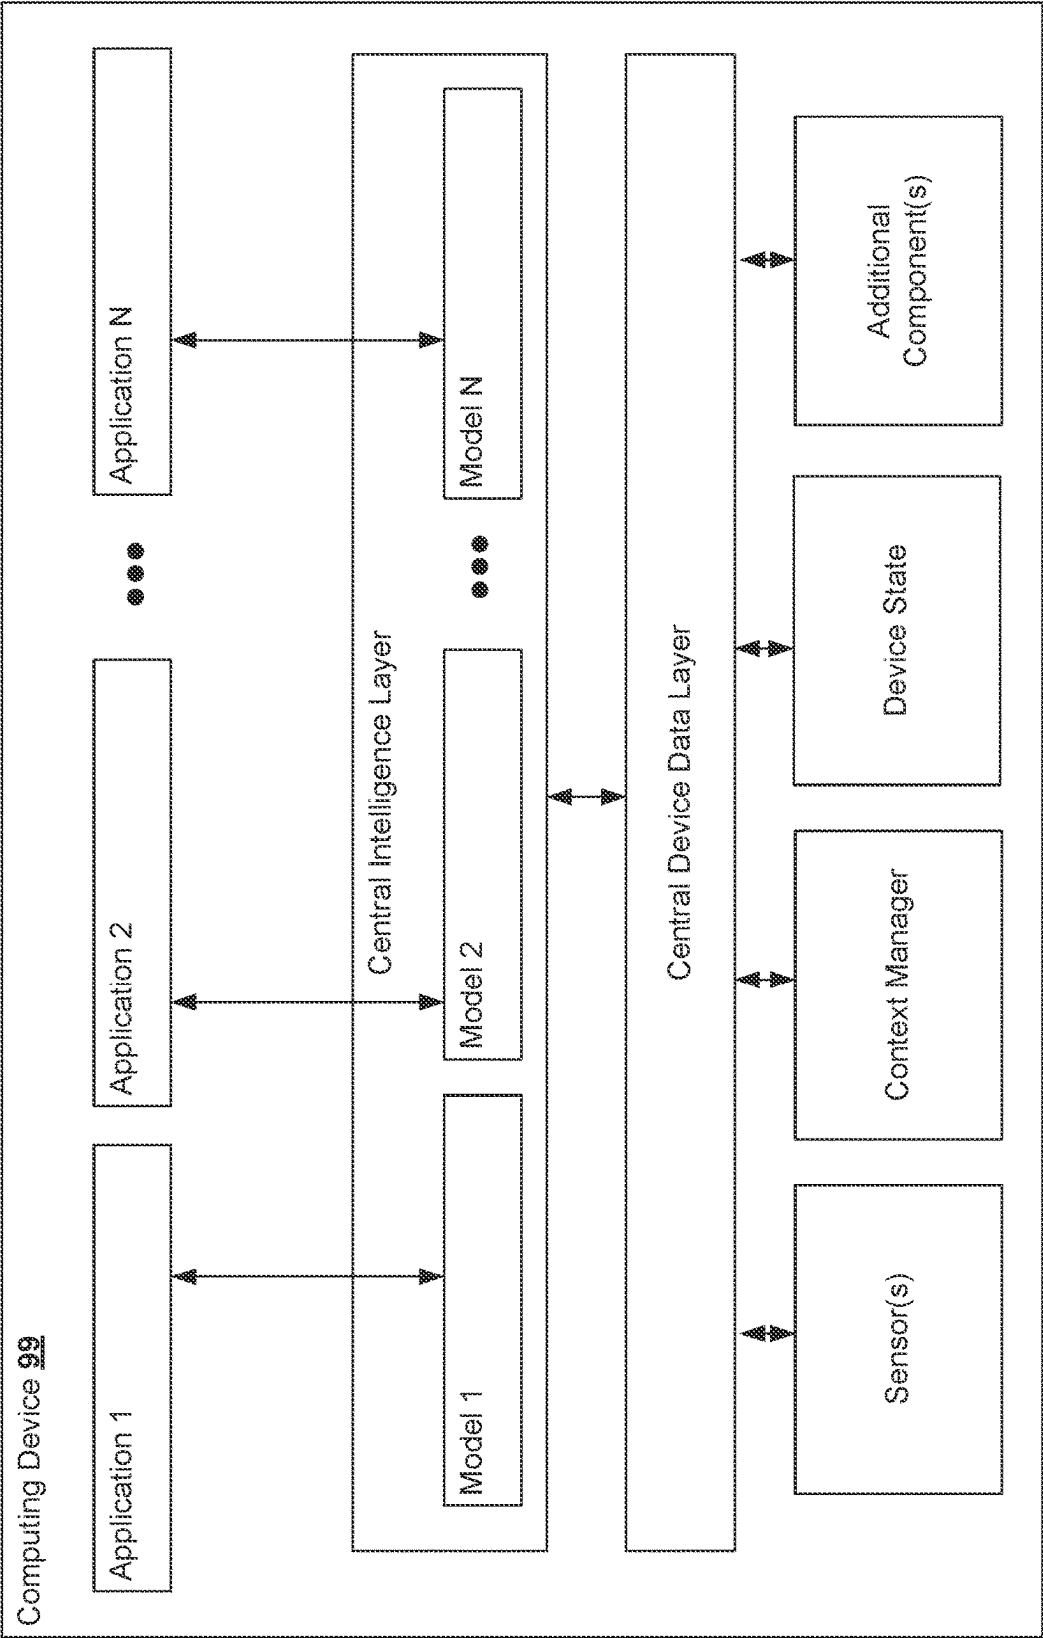 Computing Device 99
Application 1
Application 2
Application N
Central Intelligence Layer
Model 1
Model 2
Model N
Central Device Data Layer
Sensor(s)
Context Manager
Device State
Additional
Component(s)